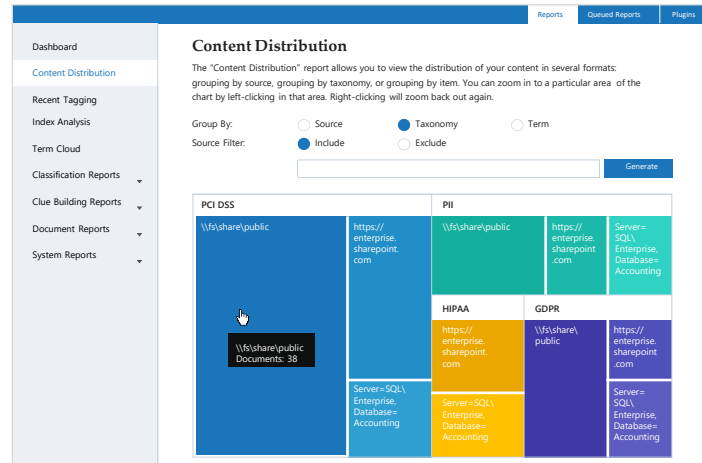 Reports Queued Reports Plugins
Dashboard
Content Distribution
Recent Tagging
Index Analysis
Term Cloud
Classification Reports
Clue Building Reports
Document Reports
System Reports
Content Distribution
The "Content Distribution" report allows you to view the distribution of your content in several formats:
grouping by source, grouping by taxonomy, or grouping by item. You can zoom in to a particular area of the
chart by left-clicking in that area. Right-clicking will zoom back out again.
Group By: Source Taxonomy Term
Source Filter: Include Exclude
Generate
PCI DSS
\\fs\share\public
\\fs\share\public
Documents: 38
https://
enterprise.
sharepoint.
com
Server=SQL\
Enterprise,
Database=
Accounting
PII
\\fs\share\public
https://
enterprise.
sharepoint
.com
Server=
SQL\
Enterprise,
Database=
Accounting
HIPAA
https://
enterprise.
sharepoint.
com
Server=SQL\
Enterprise,
Database=
Accounting
GDPR
\\fs\share\
public
https://
enterprise.
sharepoint
.com
Server=
SQL\
Enterprise,
Database=
Accounting